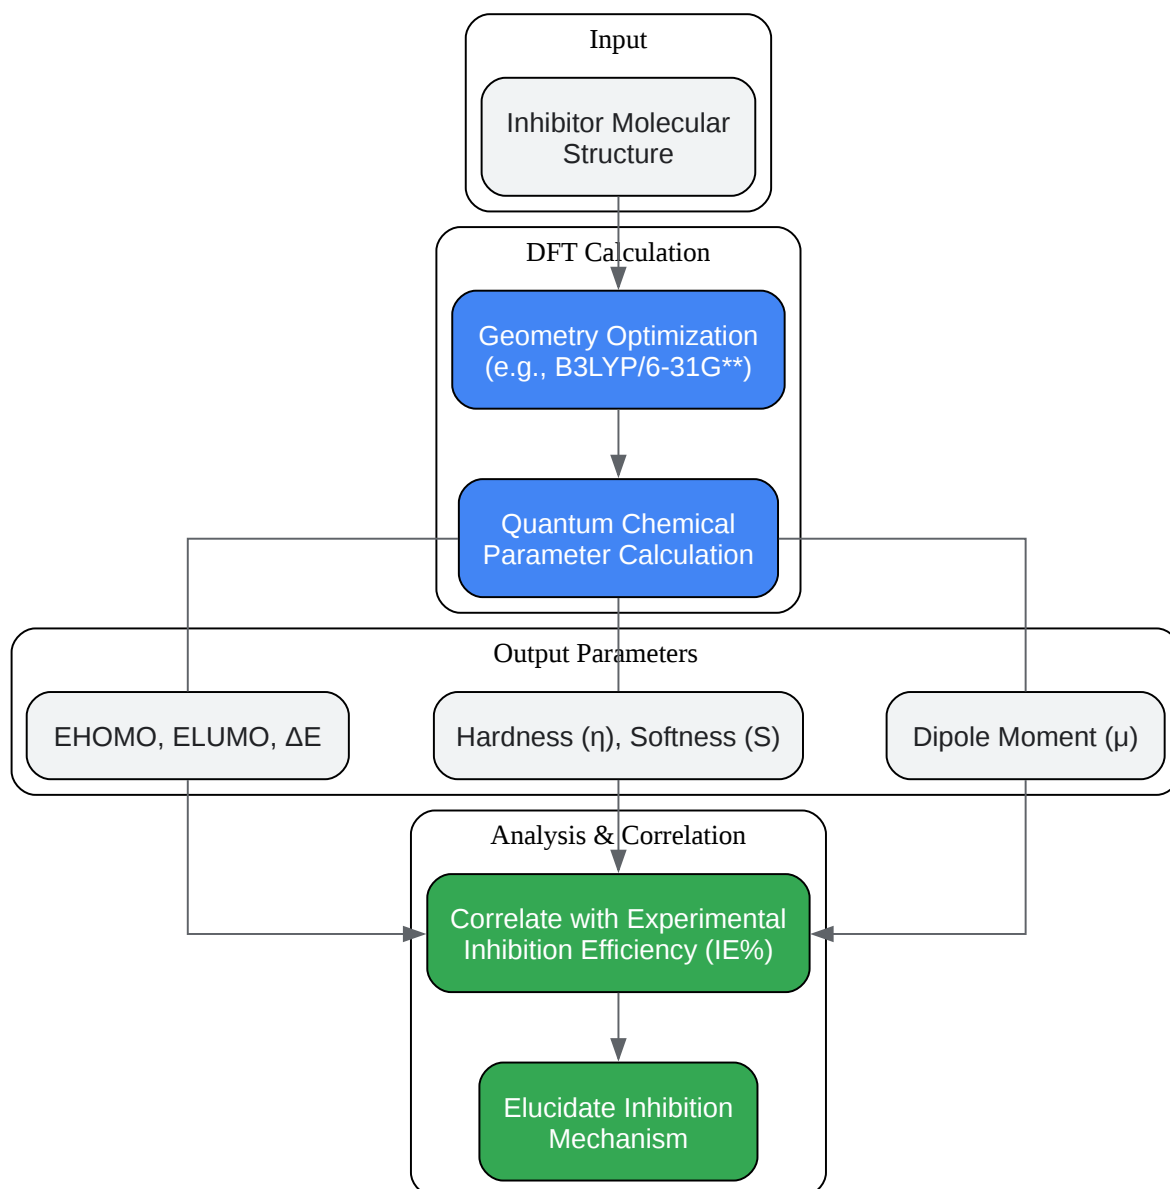 Input
Inhibitor Molecular
Structure
DFT Calculation
Geometry Optimization
(e.g., B3LYP/6-31G**)
Quantum Chemical
Parameter Calculation
Output Parameters
EHOMO, ELUMO, ΔE
Hardness (η), Softness (S)
Dipole Moment (μ)
Analysis & Correlation
Correlate with Experimental
Inhibition Efficiency (IE%)
Elucidate Inhibition
Mechanism